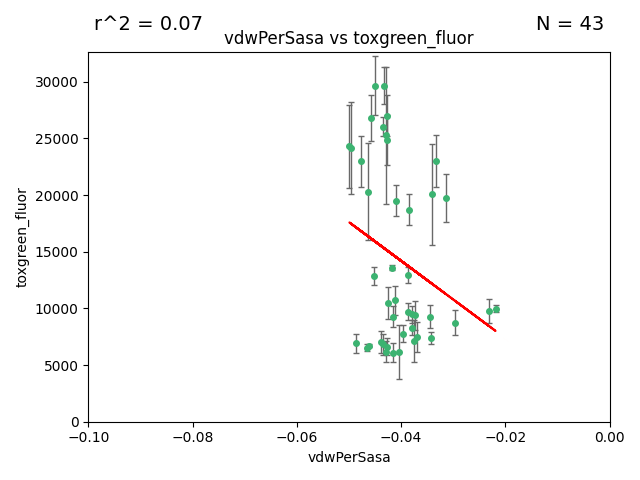 r^2 = 0.07
N = 43
vdwPerSasa vs toxgreen_fluor
30000
25000
20000
15000
10000
5000
0
toxgreen_fluor
−0.10
−0.08
−0.06
−0.04
−0.02
0.00
vdwPerSasa